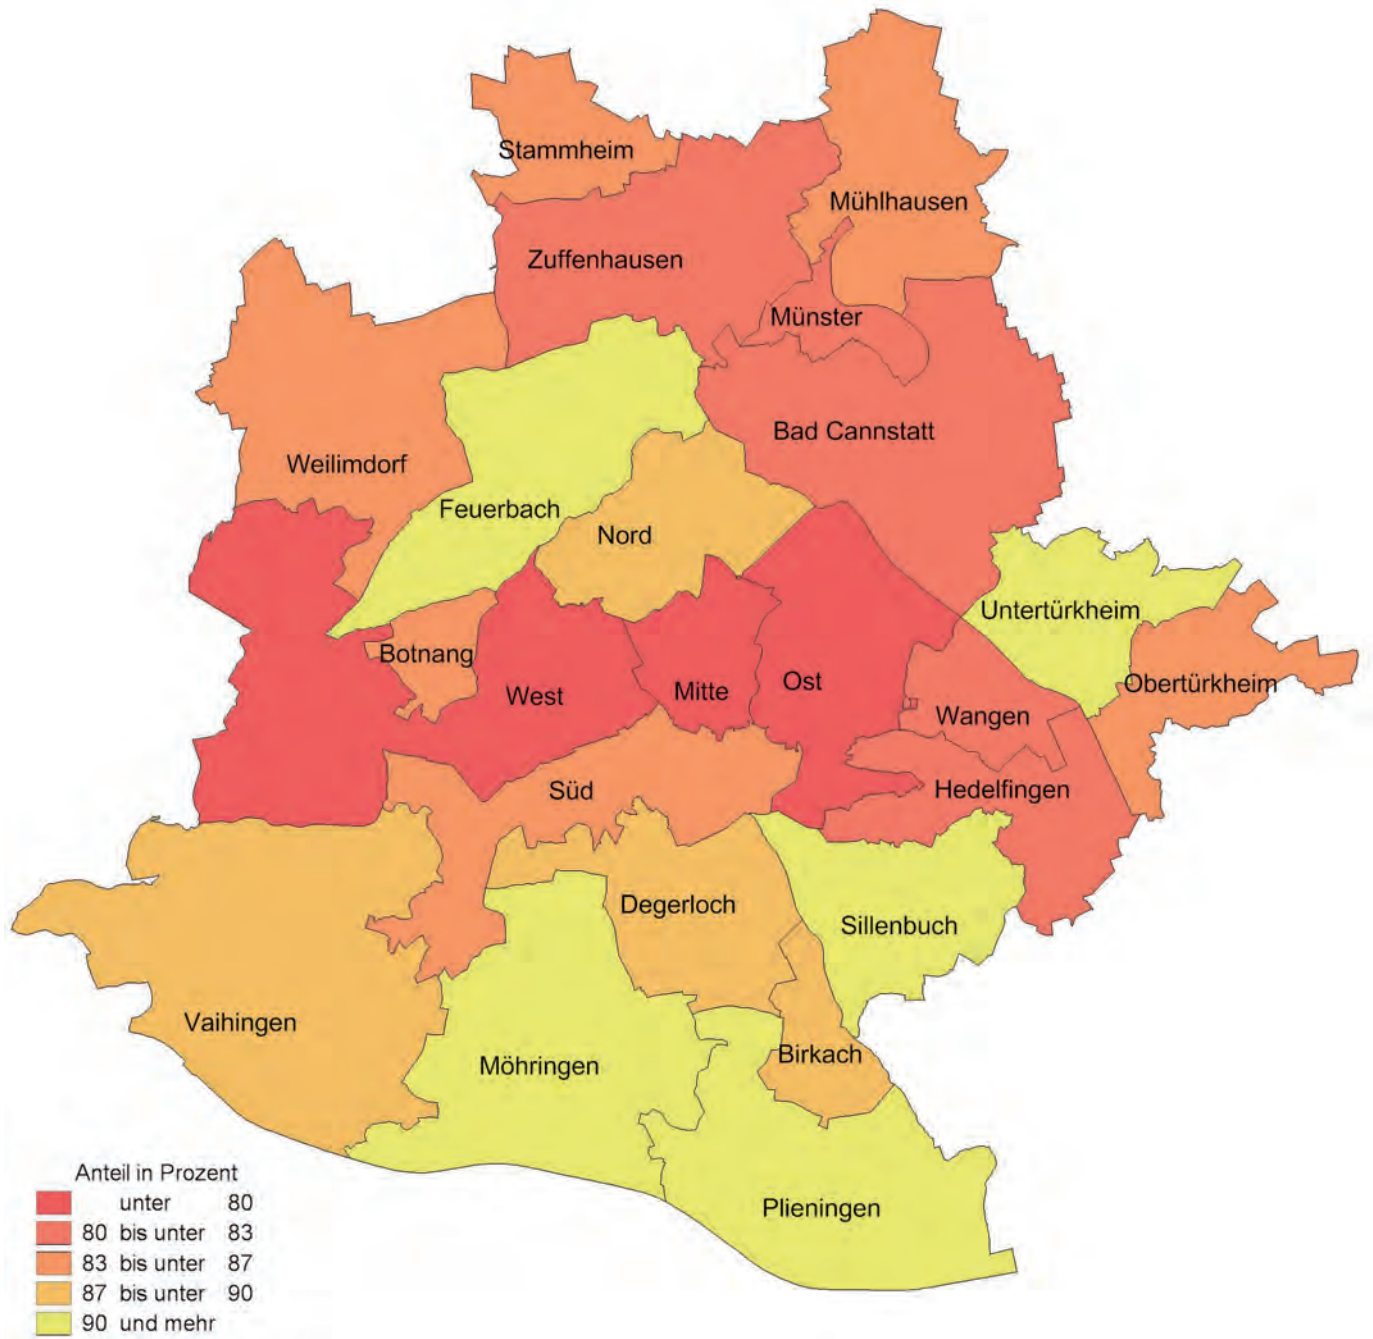 Stammheim
Mühlhausen
Zuffenhausen
Münster
Bad Cannstatt
Weilimdorf
Feuerbach
Nord
Untertürkheim
Botnang
West
Mitte
Ost
Obertürkheim
Wangen
Süd
Hedelfingen
Degerloch
Sillenbuch
Vaihingen
Möhringen
Birkach
Plieningen
Anteil in Prozent
unter 80
80 bis unter 83
83 bis unter 87
87 bis unter 90
90 und mehr